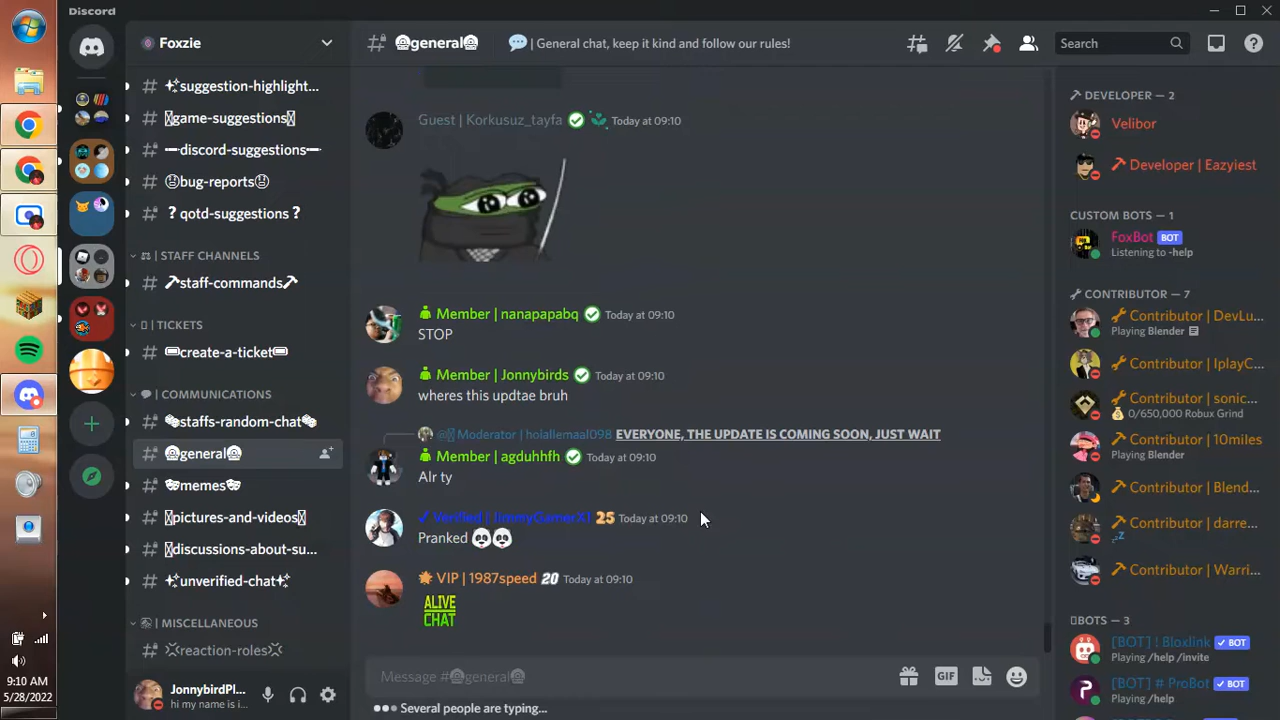 Discord
Foxzie
suggestion-highlight...
game-suggestions
discord-suggestions
bug-reports
qotd-suggestions
| STAFF CHANNELS
staff-commands
| TICKETS
create-a-ticket
| COMMUNICATIONS
staffs-random-chat
general
memes
pictures-and-videos
discussions-about-su...
unverified-chat
| MISCELLANEOUS
reaction-roles
JonnybirdPl...
hi my name is i...
9:10 AM
5/28/2022
general
| General chat, keep it kind and follow our rules!
Search
Guest | Korkusuz_tayfa Today at 09:10
Member | nanapapabq Today at 09:10
STOP
Member | Jonnybirds Today at 09:10
wheres this updtae bruh
Moderator | hoiallemaal098 EVERYONE, THE UPDATE IS COMING SOON, JUST WAIT
Member | agduhhfh Today at 09:10
Alr ty
Verified | JimmyGamerX1 25 Today at 09:10
Pranked
VIP | 1987speed 20 Today at 09:10
ALIVE
CHAT
Message #general
GIF
Several people are typing...
DEVELOPER — 2
Velibor
Developer | Eazyiest
CUSTOM BOTS — 1
FoxBot BOT
Listening to -help
CONTRIBUTOR — 7
Contributor | DevLu...
Playing Blender
Contributor | IplayC...
Contributor | sonic...
0/650,000 Robux Grind
Contributor | 10miles
Playing Blender
Contributor | Blend...
Contributor | darre...
Contributor | Warri...
BOTS — 3
[BOT] ! Bloxlink BOT
Playing /help /invite
[BOT] # ProBot BOT
Playing /help